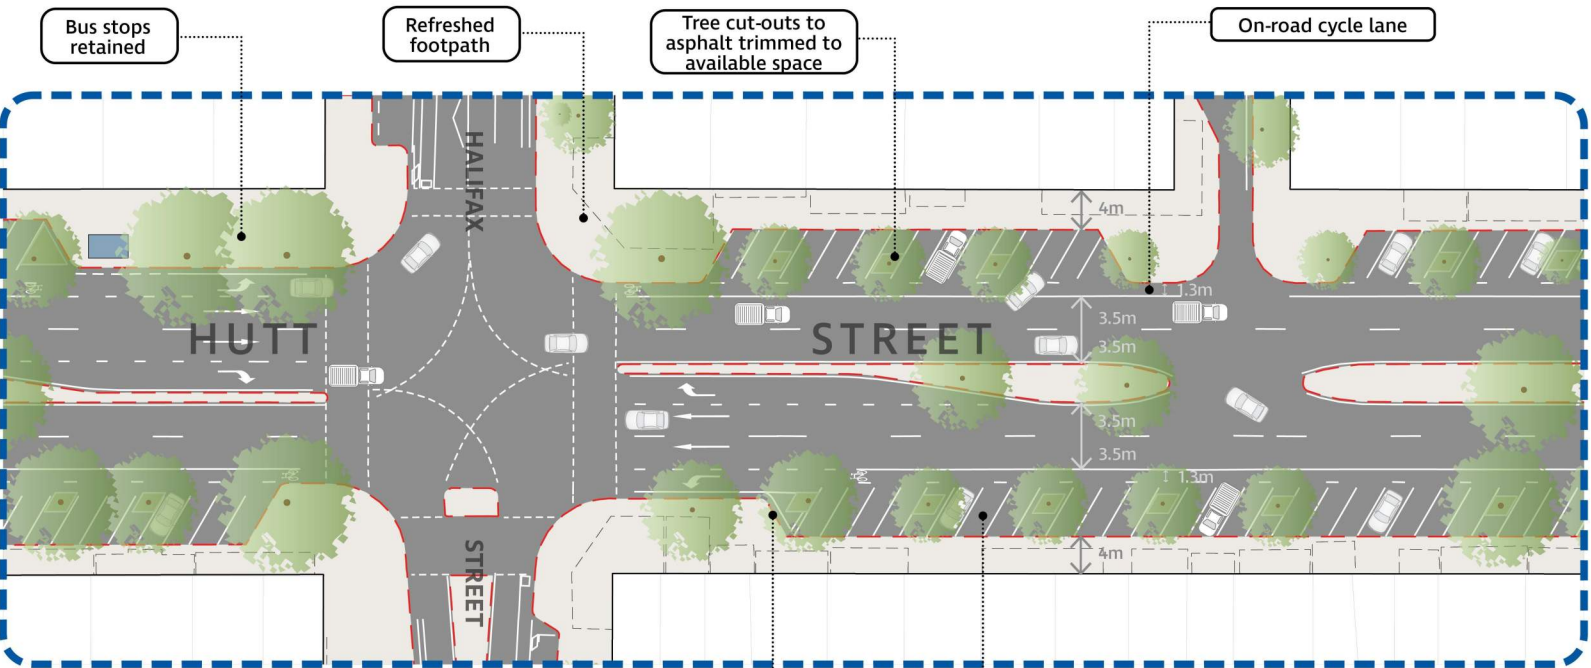 Bus stops
retained
Refreshed
footpath
Tree cut-outs to
asphalt trimmed to
available space
On-road cycle lane
HALIFAX
4m
1.3m
3.5m
HUTT
STREET
3.5m
3.5m
3.5m
1.3m
STREET
4m